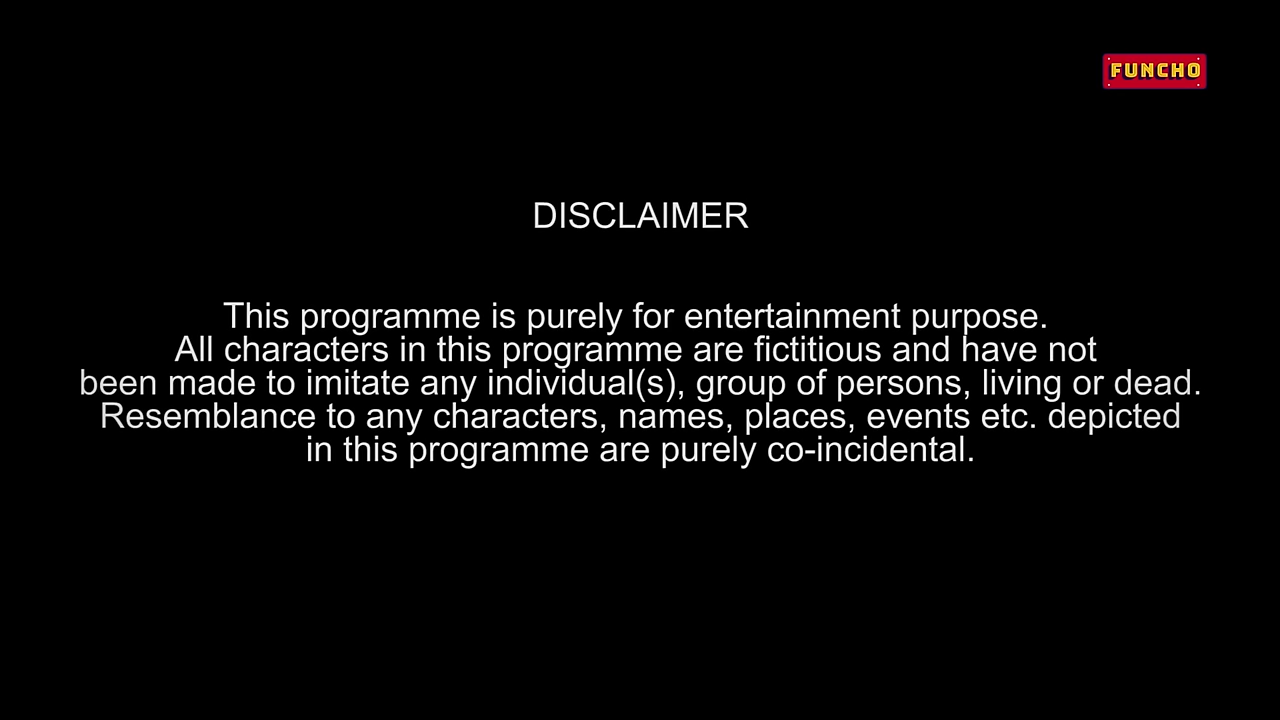 FUNCHO
DISCLAIMER
This programme is purely for entertainment purpose.
All characters in this programme are fictitious and have not
been made to imitate any individual(s), group of persons, living or dead.
Resemblance to any characters, names, places, events etc. depicted
in this programme are purely co-incidental.